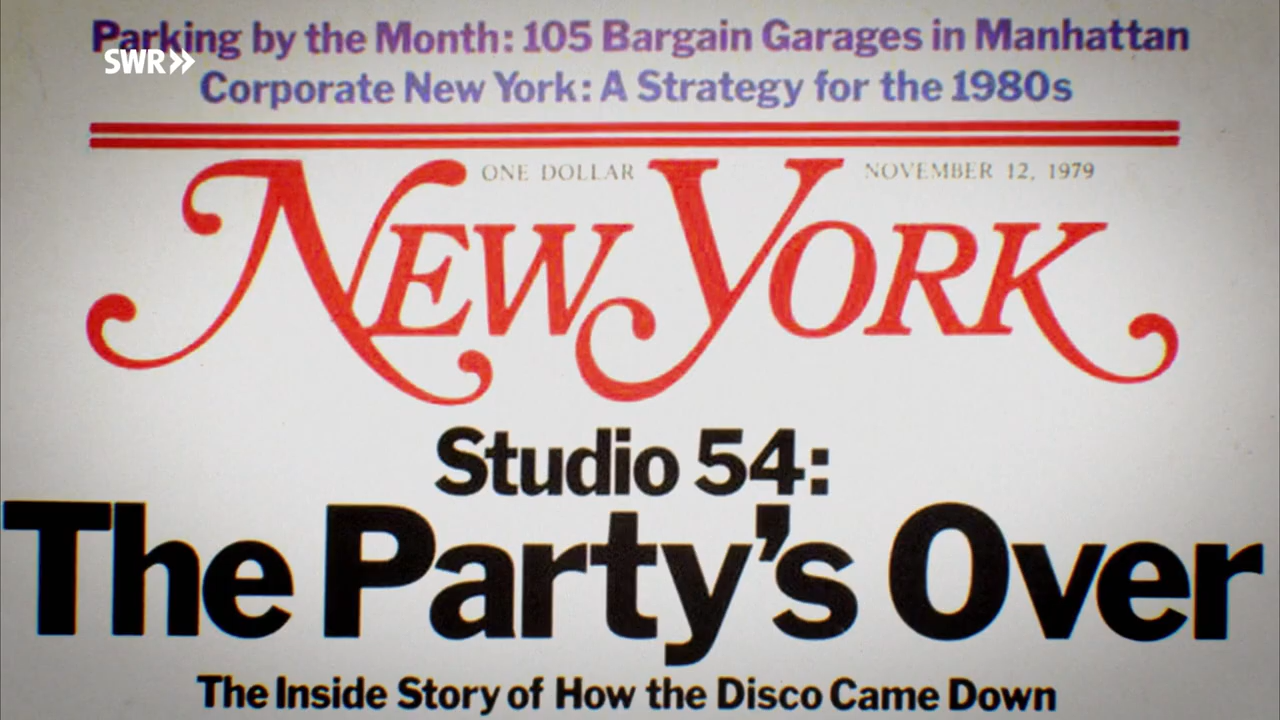 Parking by the Month: 105 Bargain Garages in Manhattan
SWR
Corporate New York: A Strategy for the 1980s
ONE DOLLAR
NOVEMBER 12, 1979
NEW YORK
Studio 54:
The Party's Over
The Inside Story of How the Disco Came Down